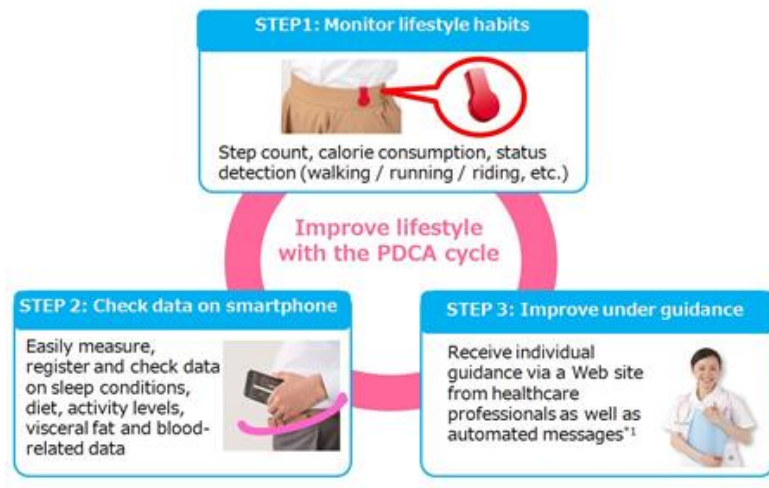 STEP1: Monitor lifestyle habits
Step count, calorie consumption, status
detection (walking / running / riding, etc.)
Improve lifestyle
with the PDCA cycle
STEP 2: Check data on smartphone
Easily measure,
register and check data
on sleep conditions,
diet, activity levels,
visceral fat and blood-
related data
STEP 3: Improve under guidance
Receive individual
guidance via a Web site
from healthcare
professionals as well as
automated messages*1